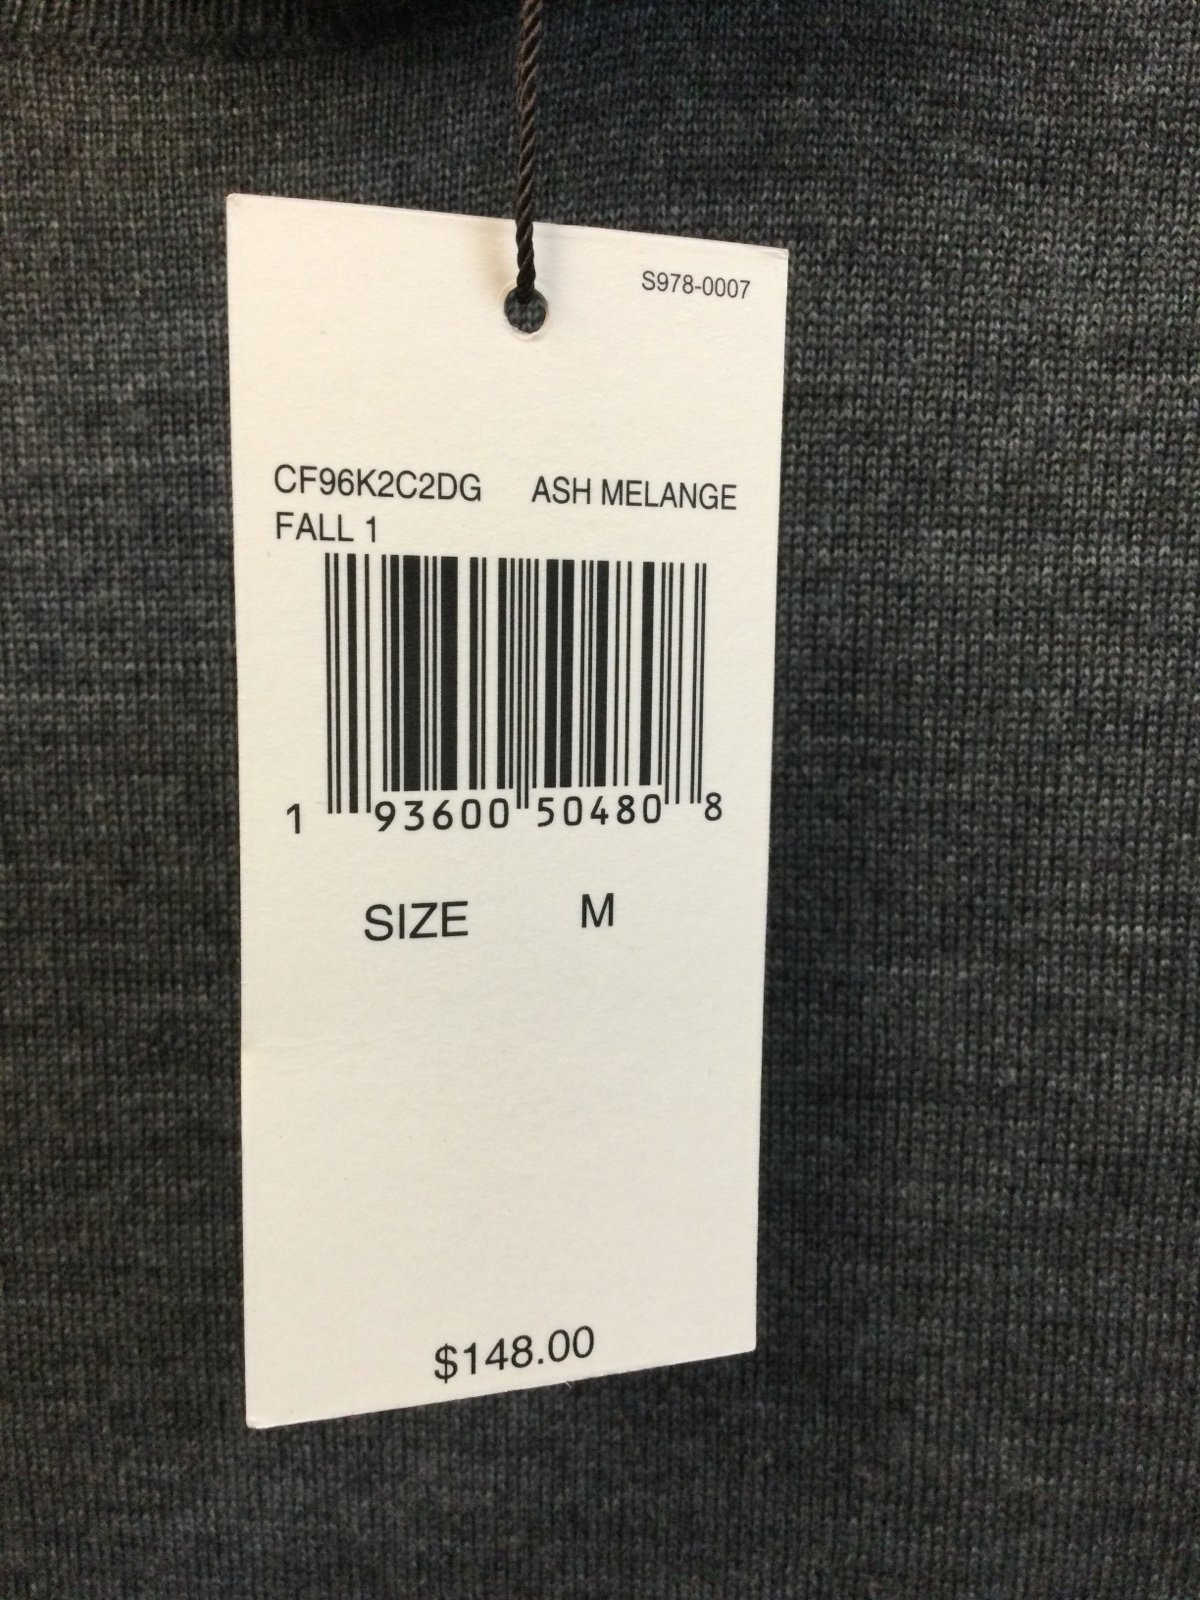 S978-0007
CF96K2C2DG ASH MELANGE
FALL 1
1 93600 50480 8
SIZE M
$148.00